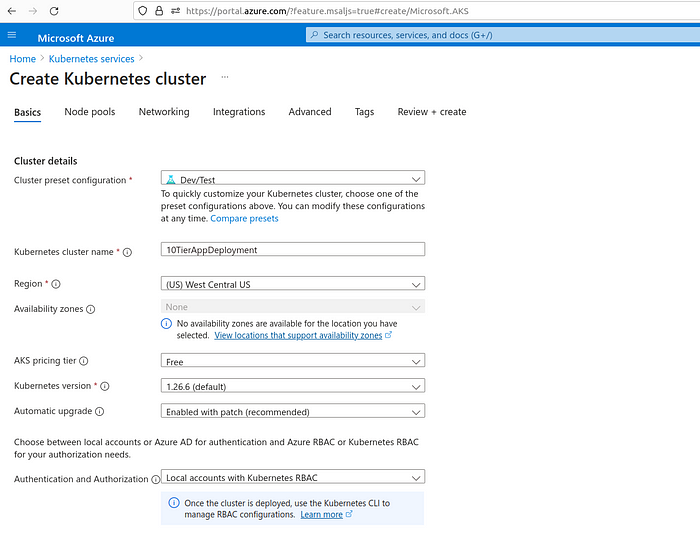 https://portal.azure.com/?feature.msaljs=true#create/Microsoft.AKS
Microsoft Azure
Search resources, services, and docs (G+/)
Home > Kubernetes services >
Create Kubernetes cluster ...
Basics Node pools Networking Integrations Advanced Tags Review + create
Cluster details
Cluster preset configuration * Dev/Test
To quickly customize your Kubernetes cluster, choose one of the
preset configurations above. You can modify these configurations
at any time. Compare presets
Kubernetes cluster name * 10TierAppDeployment
Region * (US) West Central US
Availability zones None
No availability zones are available for the location you have
selected. View locations that support availability zones
AKS pricing tier Free
Kubernetes version * 1.26.6 (default)
Automatic upgrade Enabled with patch (recommended)
Choose between local accounts or Azure AD for authentication and Azure RBAC or Kubernetes RBAC
for your authorization needs.
Authentication and Authorization Local accounts with Kubernetes RBAC
Once the cluster is deployed, use the Kubernetes CLI to
manage RBAC configurations. Learn more